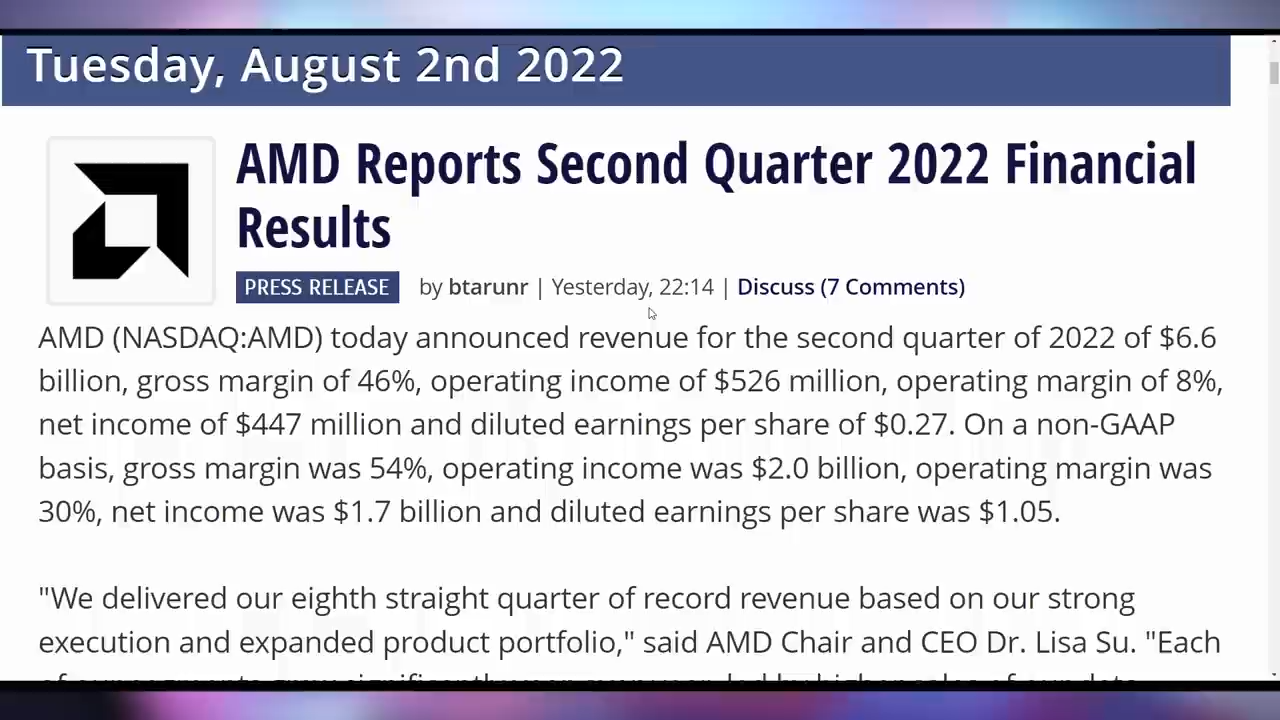 Tuesday, August 2nd 2022
AMD Reports Second Quarter 2022 Financial
Results
PRESS RELEASE by btarunr | Yesterday, 22:14 | Discuss (7 Comments)
AMD (NASDAQ:AMD) today announced revenue for the second quarter of 2022 of $6.6
billion, gross margin of 46%, operating income of $526 million, operating margin of 8%,
net income of $447 million and diluted earnings per share of $0.27. On a non-GAAP
basis, gross margin was 54%, operating income was $2.0 billion, operating margin was
30%, net income was $1.7 billion and diluted earnings per share was $1.05.
"We delivered our eighth straight quarter of record revenue based on our strong
execution and expanded product portfolio," said AMD Chair and CEO Dr. Lisa Su. "Each